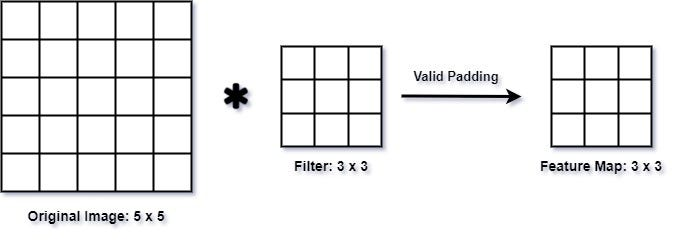 Valid Padding
*
Filter: 3 x 3
Feature Map: 3 x 3
Original Image: 5 x 5